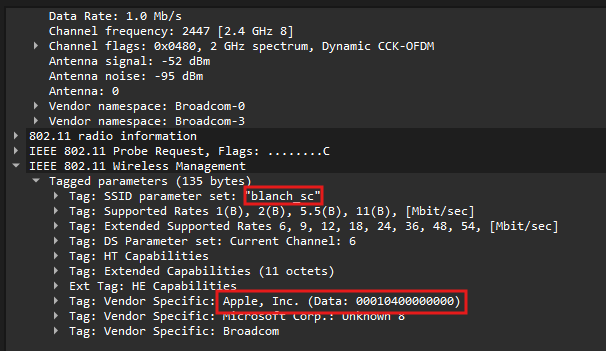 Data Rate: 1.0 Mb/s
Channel frequency: 2447 [2.4 GHz 8]
Channel flags: 0x0480, 2 GHz spectrum, Dynamic CCK-OFDM
Antenna signal: -52 dBm
Antenna noise: -95 dBm
Antenna: 0
Vendor namespace: Broadcom-0
Vendor namespace: Broadcom-3
802.11 radio information
IEEE 802.11 Probe Request, Flags: ........C
IEEE 802.11 Wireless Management
Tagged parameters (135 bytes)
Tag: SSID parameter set: "blanch_sc"
Tag: Supported Rates 1(B), 2(B), 5.5(B), 11(B), [Mbit/sec]
Tag: Extended Supported Rates 6, 9, 12, 18, 24, 36, 48, 54, [Mbit/sec]
Tag: DS Parameter set: Current Channel: 6
Tag: HT Capabilities
Tag: Extended Capabilities (11 octets)
Ext Tag: HE Capabilities
Tag: Vendor Specific: Apple, Inc. (Data: 00010400000000)
Tag: Vendor Specific: Microsoft Corp.: Unknown 8
Tag: Vendor Specific: Broadcom